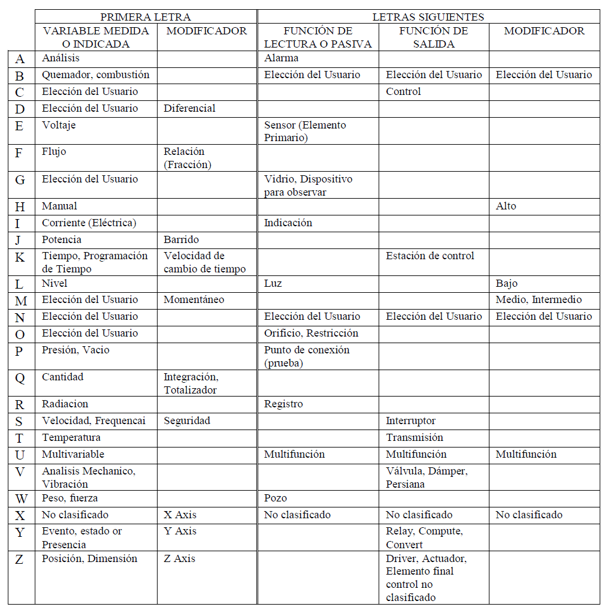 PRIMERA LETRA LETRAS SIGUIENTES
VARIABLE MEDIDA O INDICADA MODIFICADOR FUNCIÓN DE LECTURA O PASIVA FUNCIÓN DE SALIDA MODIFICADOR
A Análisis Alarma
B Quemador, combustión Elección del Usuario Elección del Usuario Elección del Usuario
C Elección del Usuario Control
D Elección del Usuario Diferencial
E Voltaje Sensor (Elemento Primario)
F Flujo Relación (Fracción)
G Elección del Usuario Vidrio, Dispositivo para observar
H Manual Alto
I Corriente (Eléctrica) Indicación
J Potencia Barrido
K Tiempo, Programación de Tiempo Velocidad de cambio de tiempo Estación de control
L Nivel Luz Bajo
M Elección del Usuario Momentáneo Medio, Intermedio
N Elección del Usuario Elección del Usuario Elección del Usuario Elección del Usuario
O Elección del Usuario Orificio, Restricción
P Presión, Vacio Punto de conexión (prueba)
Q Cantidad Integración, Totalizador
R Radiacion Registro
S Velocidad, Frequencai Seguridad Interruptor
T Temperatura Transmisión
U Multivariable Multifunción Multifunción Multifunción
V Analisis Mechanico, Vibración Válvula, Dámper, Persiana
W Peso, fuerza Pozo
X No clasificado X Axis No clasificado No clasificado No clasificado
Y Evento, estado or Presencia Y Axis Relay, Compute, Convert
Z Posición, Dimensión Z Axis Driver, Actuador, Elemento final control no clasificado